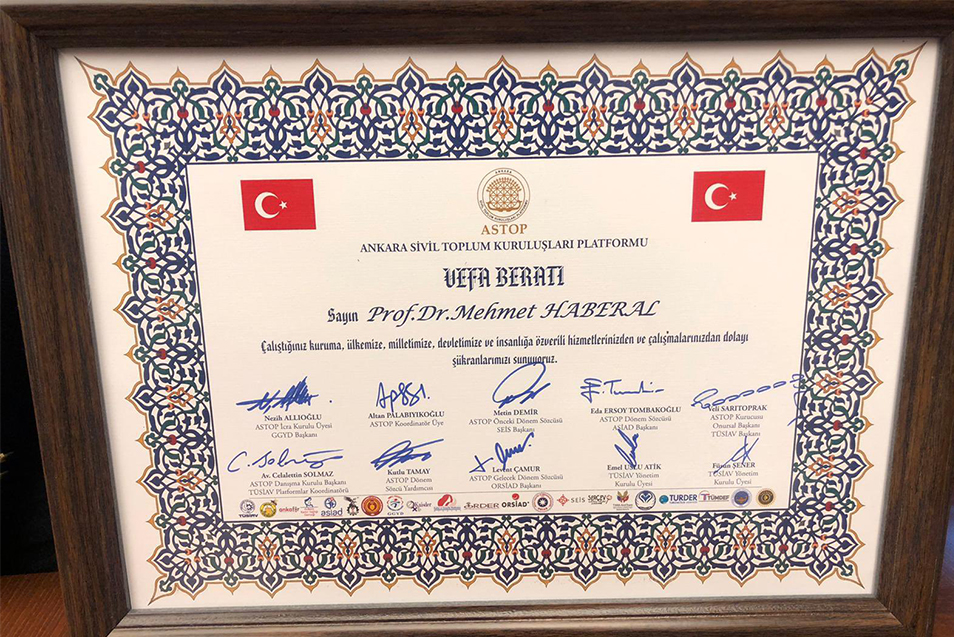 ASTOP
ANKARA SİVİL TOPLUM KURULUŞLARI PLATFORMU
VEFA BERATI
Sayın Prof.Dr.Mehmet HABERAL
Çalıştığınız kuruma, ülkemize, milletimize, devletimize ve insanlığa özverili hizmetlerinizden ve çalışmalarınızdan dolayı
şükranlarımızı sunuyoruz.
Nezih ALLIOĞLU
ASTOP İcra Kurulu Üyesi
GGYD Başkanı
Altan PALABIYIKOĞLU
ASTOP Koordinatör Üye
Metin DEMİR
ASTOP Önceki Dönem Sözcüsü
SEİS Başkanı
Eda ERSOY TOMBAKOĞLU
ASTOP Dönem Sözcüsü
ASİAD Başkanı
Veli SARITOPRAK
ASTOP Kurucusu
Onursal Başkanı
TÜSİAV Başkanı
Av. Celalettin SOLMAZ
ASTOP Danışma Kurulu Başkanı
TÜSİAV Platformlar Koordinatörü
Kutlu TAMAY
ASTOP Dönem
Sözcü Yardımcısı
Levent ÇAMUR
ASTOP Gelecek Dönem Sözcüsü
ORSİAD Başkanı
Emel USLU ATİK
TÜSİAV Yönetim
Kurulu Üyesi
Füsun ŞENER
TÜSİAV Yönetim
Kurulu Üyesi
TÜSİAV
asiad
GGYD
ORSİAD
SEİS
TURDER